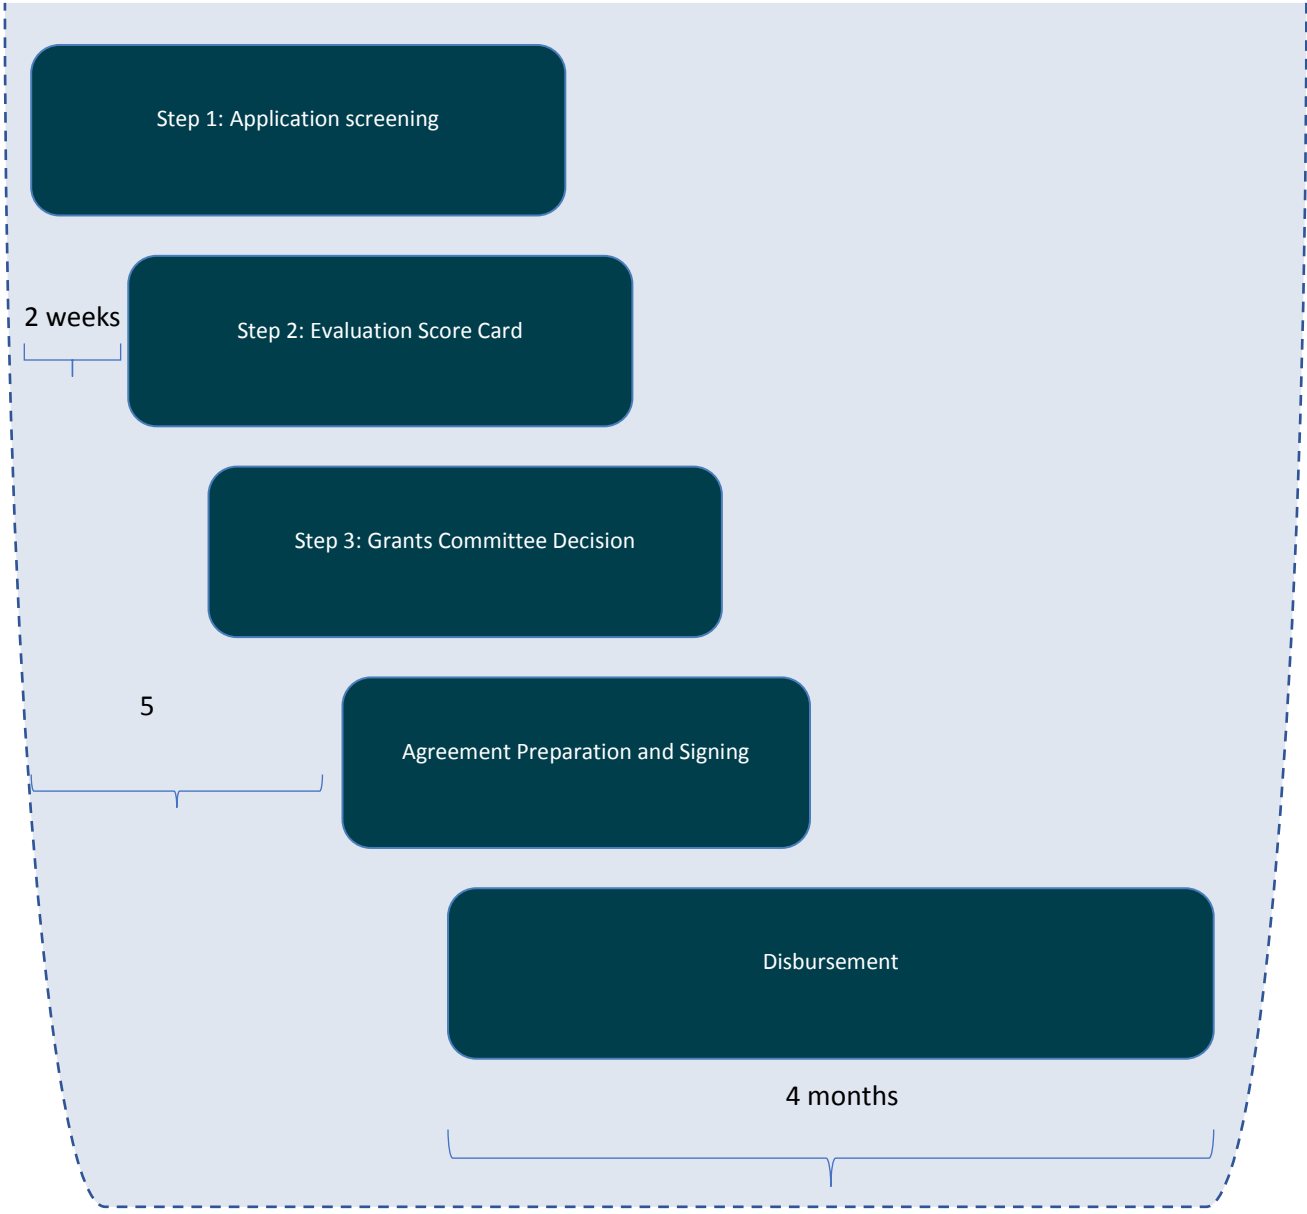 Step 1: Application screening
2 weeks
Step 2: Evaluation Score Card
Step 3: Grants Committee Decision
5
Agreement Preparation and Signing
Disbursement
4 months